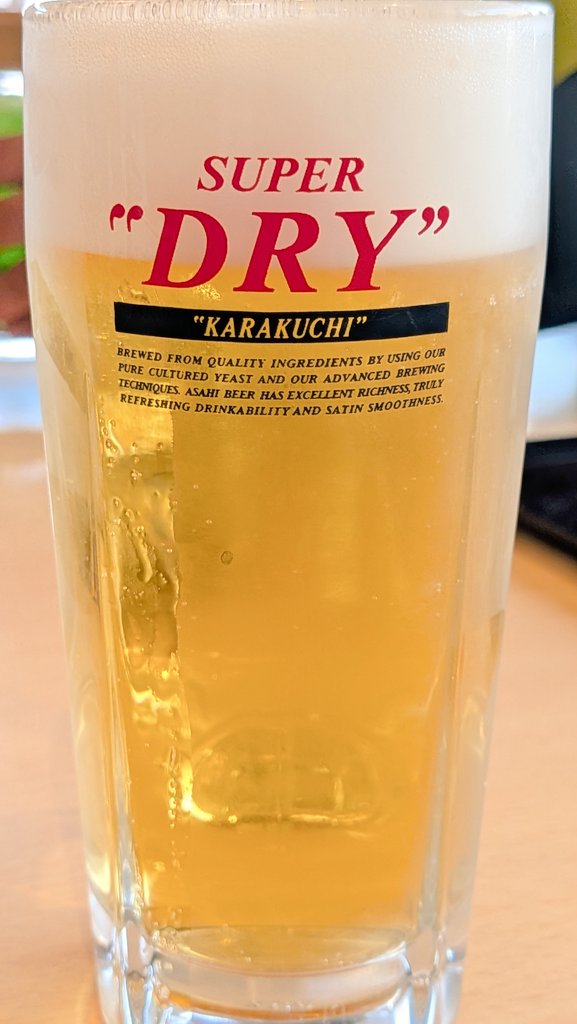 SUPER
"DRY"
"KARAKUCHI"
BREWED FROM QUALITY INGREDIENTS BY USING OUR
PURE CULTURED YEAST AND OUR ADVANCED BREWING
TECHNIQUES. ASAHI BEER HAS EXCELLENT RICHNESS, TRULY
REFRESHING DRINKABILITY AND SATIN SMOOTHNESS.